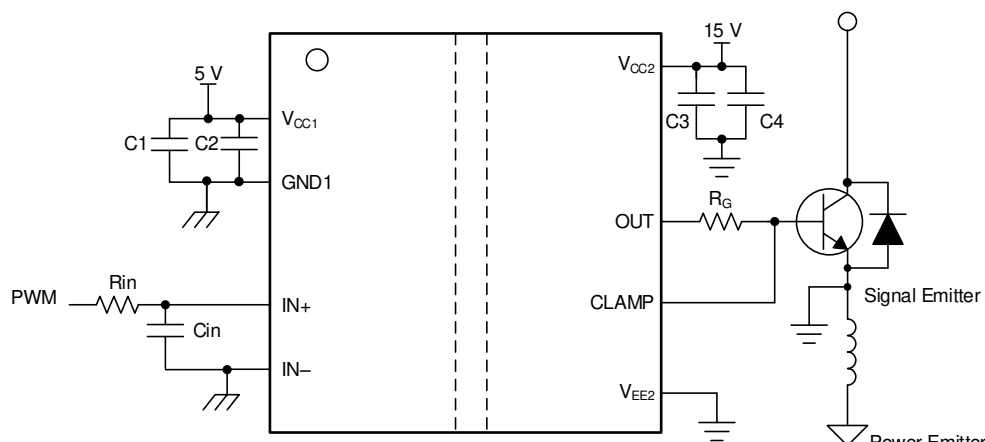 15 V
5 V
VCC2
VCC1
C1
C2
C3
C4
GND1
RG
OUT
Rin
PWM
IN+
CLAMP
Signal Emitter
Cin
IN–
VEE2
Power Emitter